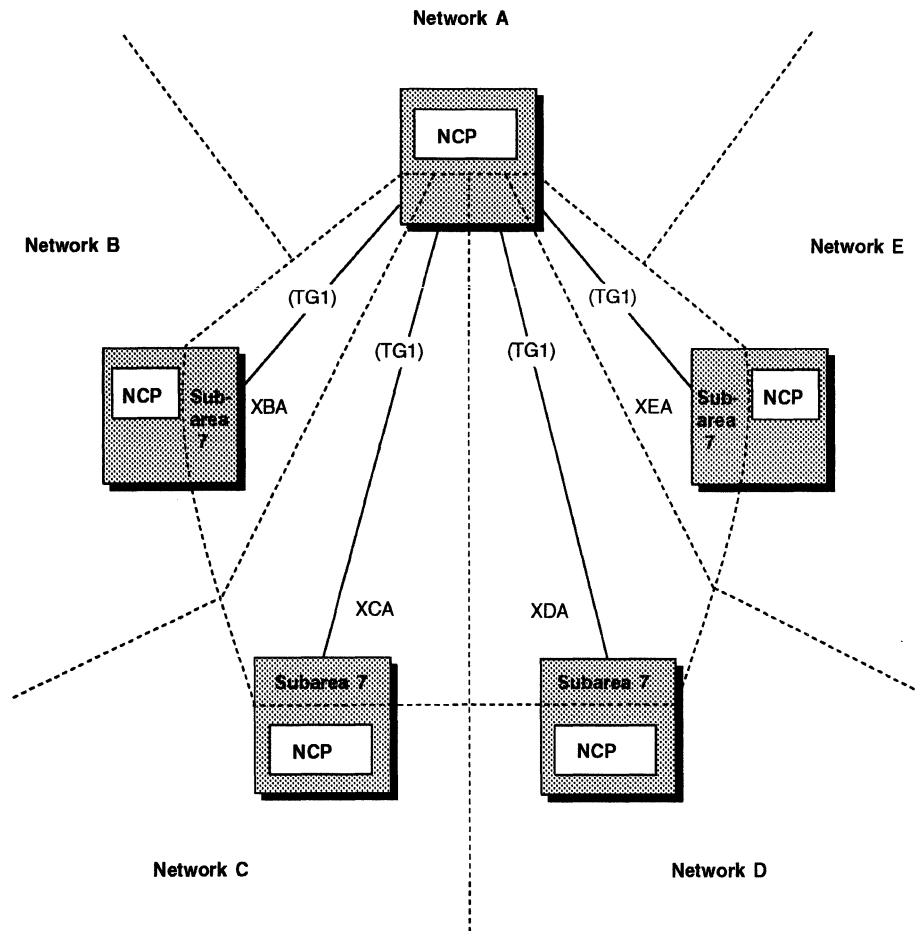 Network A
NCP
Network B
Network E
(TG1)
(TG1)
(TG1)
(TG1)
NCP
Sub-
area
7
XBA
XEA
Sub-
area
7
NCP
XCA
XDA
Subarea 7
Subarea 7
NCP
NCP
Network C
Network D